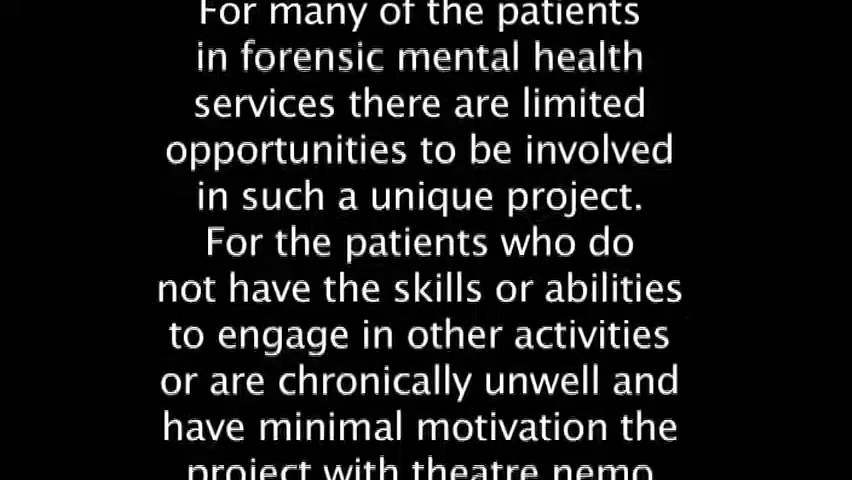 For many of the patients
in forensic mental health
services there are limited
opportunities to be involved
in such a unique project.
For the patients who do
not have the skills or abilities
to engage in other activities
or are chronically unwell and
have minimal motivation the
project with theatre nemo